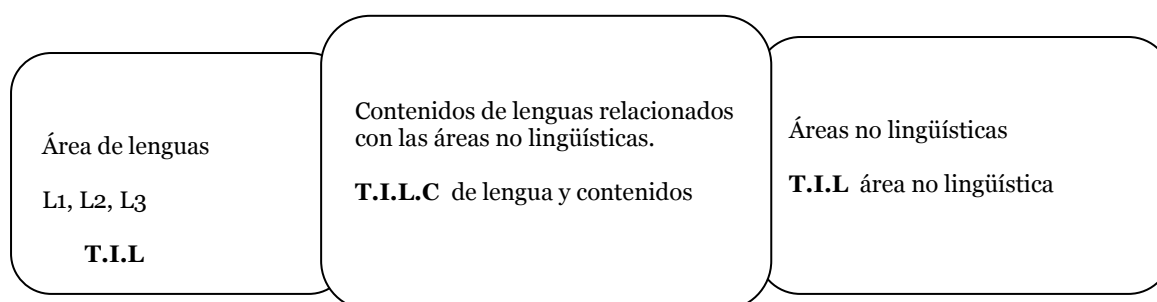 Área de lenguas
L1, L2, L3
T.I.L
Contenidos de lenguas relacionados
con las áreas no lingüísticas.
T.I.L.C de lengua y contenidos
Áreas no lingüísticas
T.I.L área no lingüística